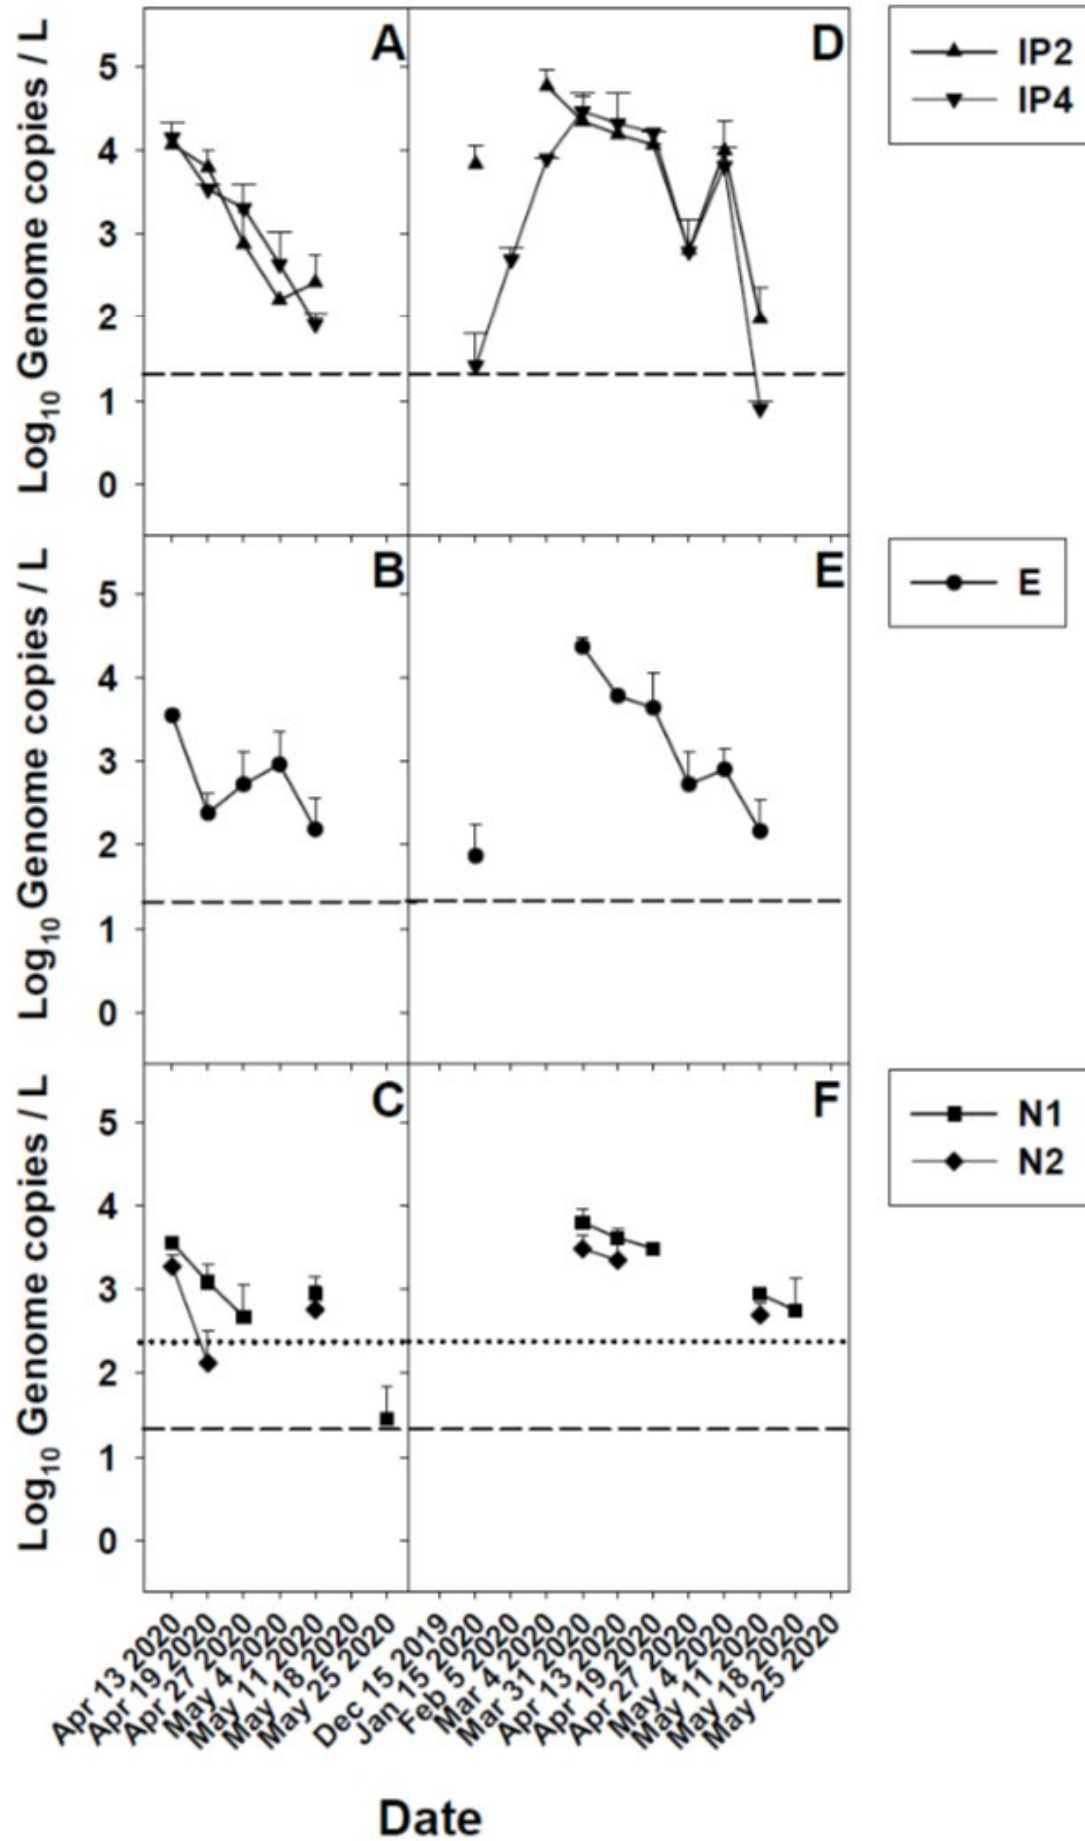 A
D
Log10 Genome copies / L
5
4
3
2
1
0
IP2
IP4
B
E
Log10 Genome copies / L
5
4
3
2
1
0
E
C
F
Log10 Genome copies / L
5
4
3
2
1
0
N1
N2
Apr 13 2020
Apr 19 2020
Apr 27 2020
May 4 2020
May 11 2020
May 18 2020
May 25 2020
Dec 15 2019
Jan 15 2020
Feb 5 2020
Mar 4 2020
Mar 31 2020
Apr 13 2020
Apr 19 2020
Apr 27 2020
May 4 2020
May 11 2020
May 18 2020
May 25 2020
Date